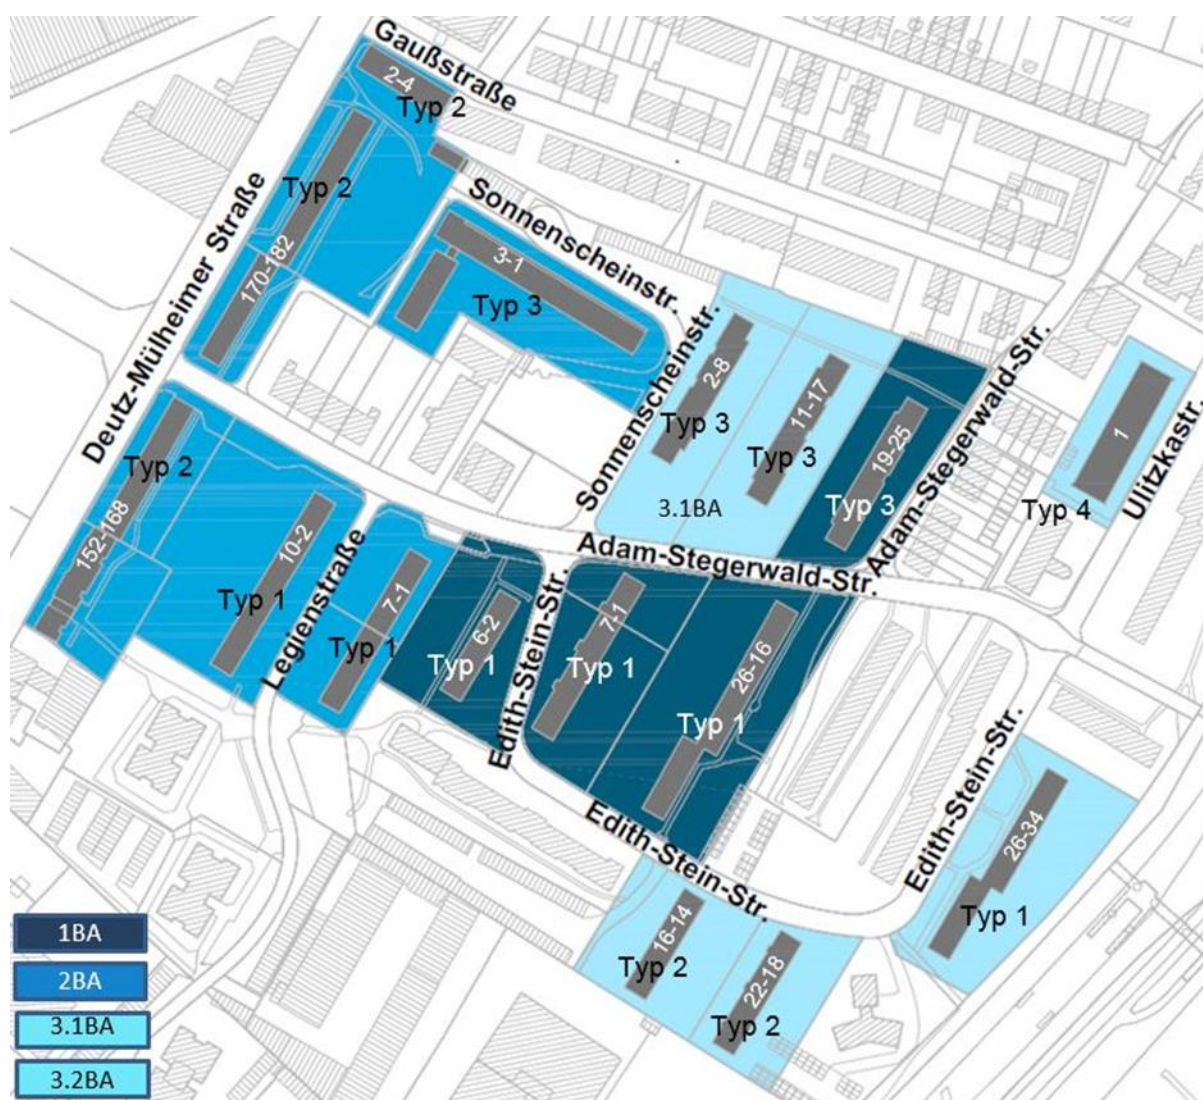 Gaußstraße
2-4
Typ 2
Typ 2
Sonnenscheinstr.
Deutz-Mülheimer Straße
170-182
3-1
Typ 3
Sonnenscheinstr.
2-8
Typ 3
11-17
Typ 3
3.1BA
19-25
Typ 3
Adam-Stegerwald-Str.
1
Typ 4
Ulitzkastr.
Typ 2
152-168
10-2
Typ 1
Legienstraße
7-1
Typ 1
Adam-Stegerwald-Str.
6-2
Typ 1
Edith-Stein-Str.
7-1
Typ 1
26-16
Typ 1
Edith-Stein-Str.
Edith-Stein-Str.
26-34
Typ 1
16-14
Typ 2
22-18
Typ 2
1BA
2BA
3.1BA
3.2BA